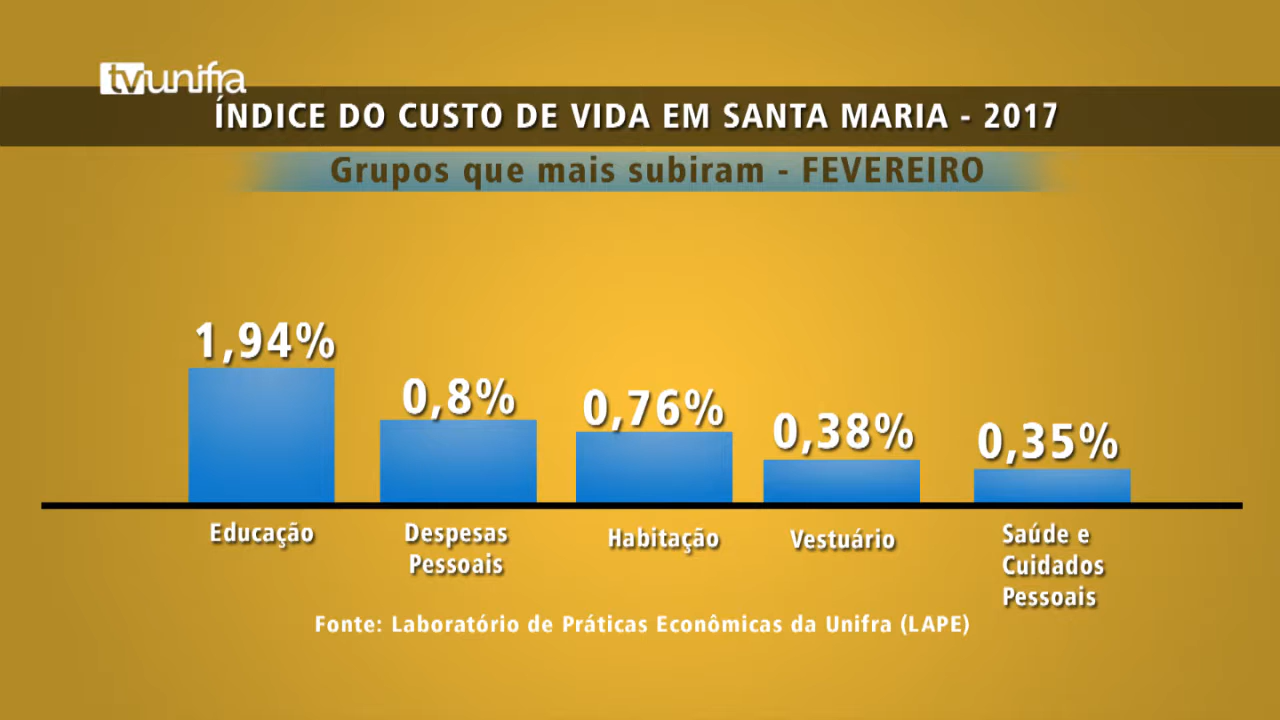 tvunifra
ÍNDICE DO CUSTO DE VIDA EM SANTA MARIA - 2017
Grupos que mais subiram - FEVEREIRO
1,94%
0,8%
0,76%
0,38%
0,35%
Educação
Despesas
Pessoais
Habitação
Vestuário
Saúde e
Cuidados
Pessoais
Fonte: Laboratório de Práticas Econômicas da Unifra (LAPE)